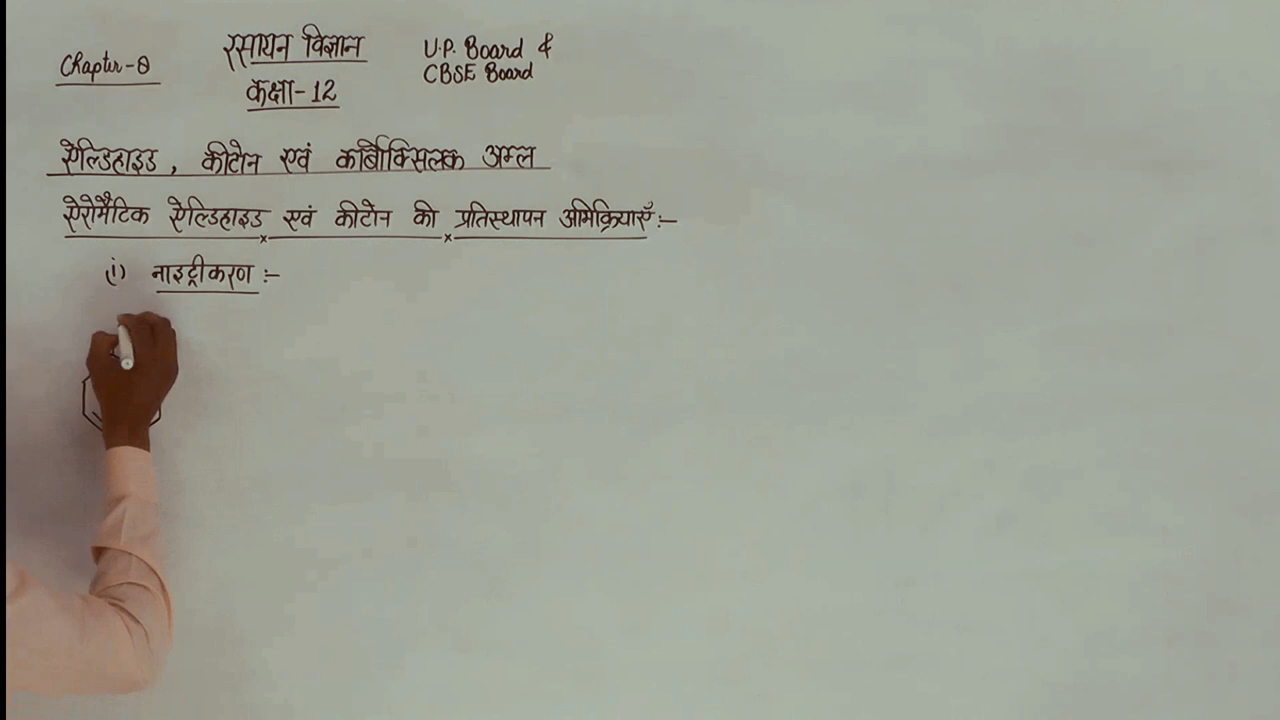 Chapter-8
रसायन विज्ञान
कक्षा-12
U.P. Board &
CBSE Board
ऐल्डिहाइड, कीटोन एवं कार्बोक्सिलिक अम्ल
ऐरोमैटिक ऐल्डिहाइड एवं कीटोन की प्रतिस्थापन अभिक्रियाएँ:-
(i) नाइट्रीकरण:-